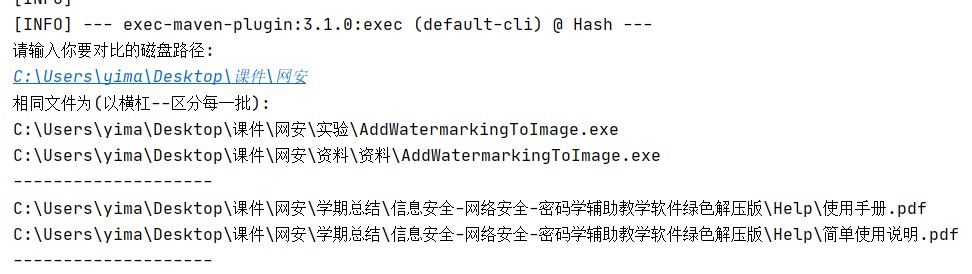 [INFO]
[INFO] --- exec-maven-plugin:3.1.0:exec (default-cli) @ Hash ---
请输入你要对比的磁盘路径:
C:\Users\yima\Desktop\课件\网安
相同文件为(以横杠--区分每一批):
C:\Users\yima\Desktop\课件\网安\实验\AddWatermarkingToImage.exe
C:\Users\yima\Desktop\课件\网安\资料\资料\AddWatermarkingToImage.exe
--------------------
C:\Users\yima\Desktop\课件\网安\学期总结\信息安全-网络安全-密码学辅助教学软件绿色解压版\Help\使用手册.pdf
C:\Users\yima\Desktop\课件\网安\学期总结\信息安全-网络安全-密码学辅助教学软件绿色解压版\Help\简单使用说明.pdf
--------------------